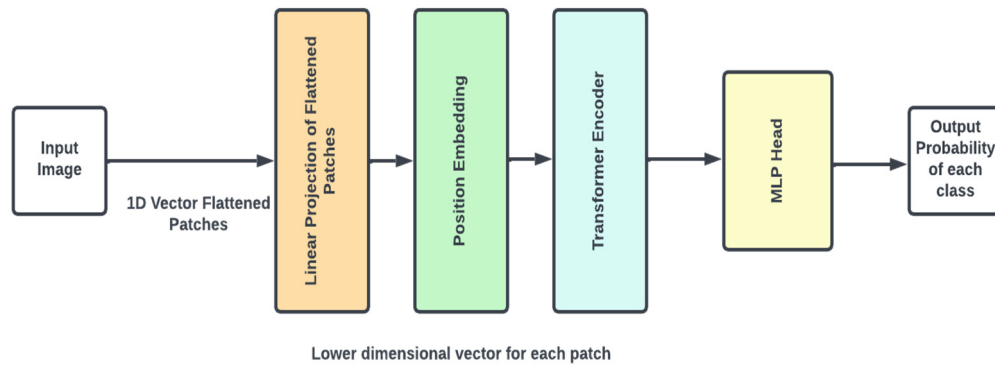 Input
Image
1D Vector Flattened
Patches
Linear Projection of Flattened
Patches
Position Embedding
Transformer Encoder
MLP Head
Output
Probability
of each
class
Lower dimensional vector for each patch